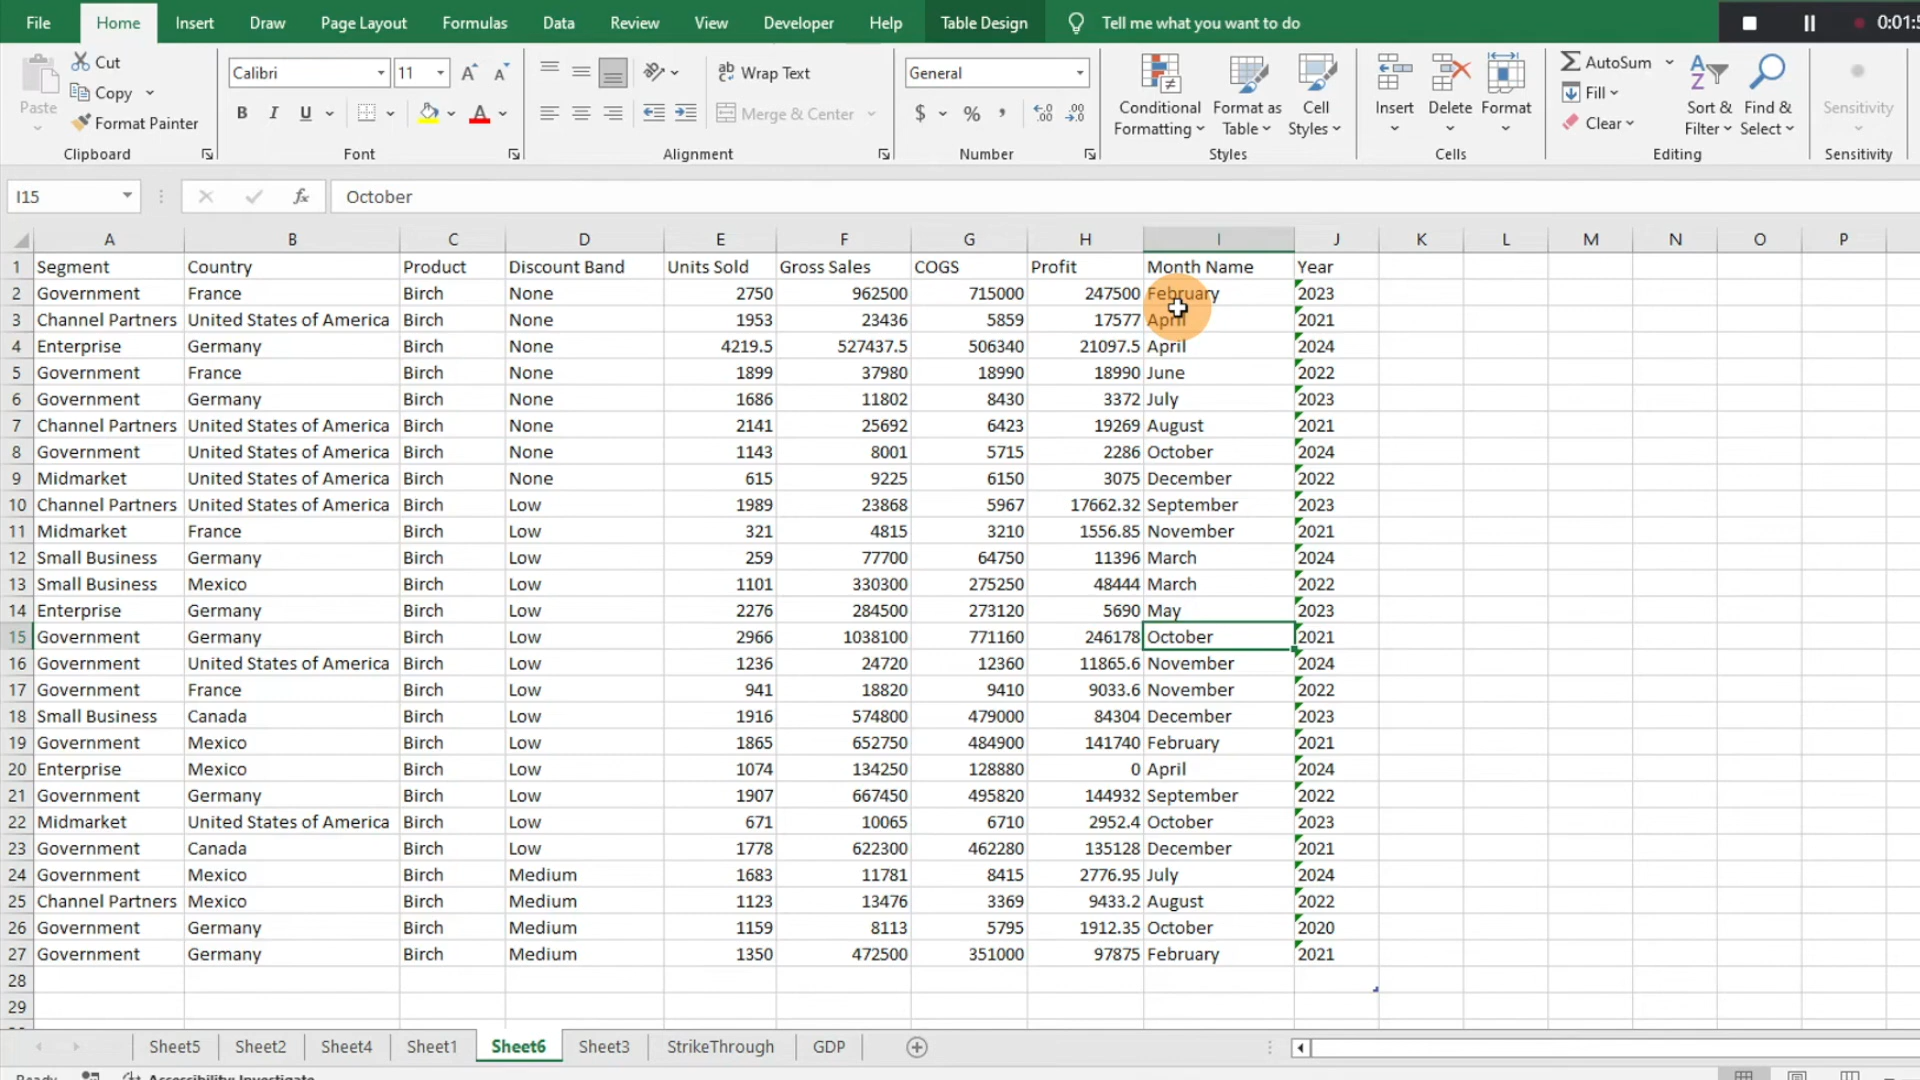 File Home Insert Draw Page Layout Formulas Data Review View Developer Help Table Design Tell me what you want to do
Cut
Copy
Paste
Format Painter
Clipboard
Calibri 11
B I U
Font
Wrap Text
Merge & Center
Alignment
General
$ % ,
Number
Conditional Formatting
Format as Table
Cell Styles
Styles
Insert Delete Format
Cells
AutoSum
Fill
Clear
Sort & Filter
Find & Select
Editing
Sensitivity
Sensitivity
I15 fx October
A B C D E F G H I J K L M N O P
1 Segment Country Product Discount Band Units Sold Gross Sales COGS Profit Month Name Year
2 Government France Birch None 2750 962500 715000 247500 February 2023
3 Channel Partners United States of America Birch None 1953 23436 5859 17577 April 2021
4 Enterprise Germany Birch None 4219.5 527437.5 506340 21097.5 April 2024
5 Government France Birch None 1899 37980 18990 18990 June 2022
6 Government Germany Birch None 1686 11802 8430 3372 July 2023
7 Channel Partners United States of America Birch None 2141 25692 6423 19269 August 2021
8 Government United States of America Birch None 1143 8001 5715 2286 October 2024
9 Midmarket United States of America Birch None 615 9225 6150 3075 December 2022
10 Channel Partners United States of America Birch Low 1989 23868 5967 17662.32 September 2023
11 Midmarket France Birch Low 321 4815 3210 1556.85 November 2021
12 Small Business Germany Birch Low 259 77700 64750 11396 March 2024
13 Small Business Mexico Birch Low 1101 330300 275250 48444 March 2022
14 Enterprise Germany Birch Low 2276 284500 273120 5690 May 2023
15 Government Germany Birch Low 2966 1038100 771160 246178 October 2021
16 Government United States of America Birch Low 1236 24720 12360 11865.6 November 2024
17 Government France Birch Low 941 18820 9410 9033.6 November 2022
18 Small Business Canada Birch Low 1916 574800 479000 84304 December 2023
19 Government Mexico Birch Low 1865 652750 484900 141740 February 2021
20 Enterprise Mexico Birch Low 1074 134250 128880 0 April 2024
21 Government Germany Birch Low 1907 667450 495820 144932 September 2022
22 Midmarket United States of America Birch Low 671 10065 6710 2952.4 October 2023
23 Government Canada Birch Low 1778 622300 462280 135128 December 2021
24 Government Mexico Birch Medium 1683 11781 8415 2776.95 July 2024
25 Channel Partners Mexico Birch Medium 1123 13476 3369 9433.2 August 2022
26 Government Germany Birch Medium 1159 8113 5795 1912.35 October 2020
27 Government Germany Birch Medium 1350 472500 351000 97875 February 2021
28
29
Sheet5 Sheet2 Sheet4 Sheet1 Sheet6 Sheet3 StrikeThrough GDP
Ready Accessibility: Investigate